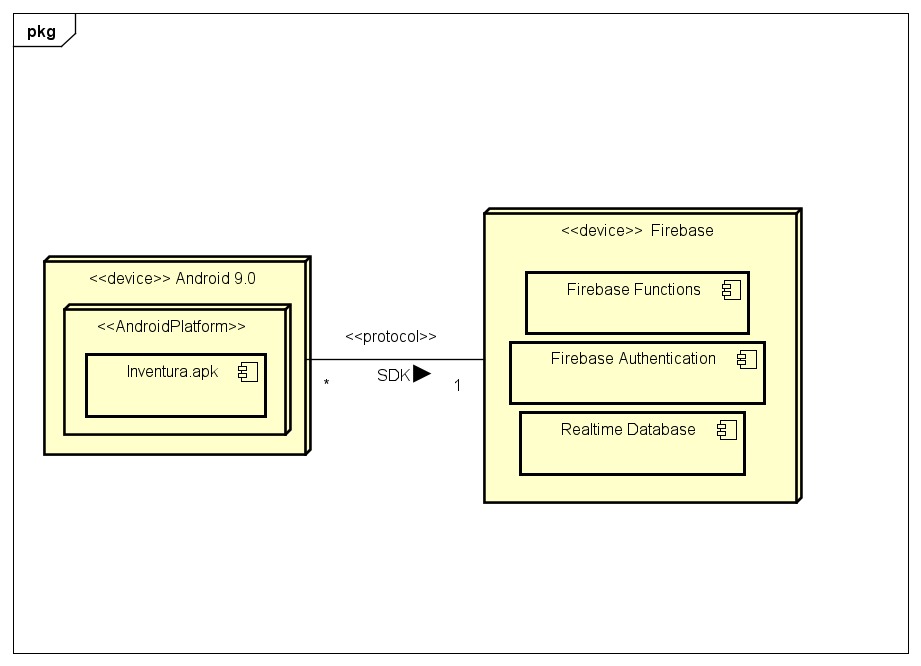 pkg
<<device>> Android 9.0
<<AndroidPlatform>>
Inventura.apk
<<protocol>>
SDK
*
1
<<device>> Firebase
Firebase Functions
Firebase Authentication
Realtime Database